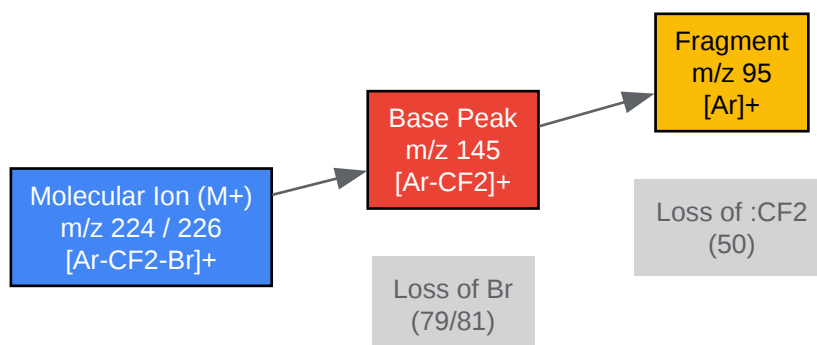 Molecular Ion (M+)
m/z 224 / 226
[Ar-CF2-Br]+
Base Peak
m/z 145
[Ar-CF2]+
Fragment
m/z 95
[Ar]+
Loss of Br
(79/81)
Loss of :CF2
(50)